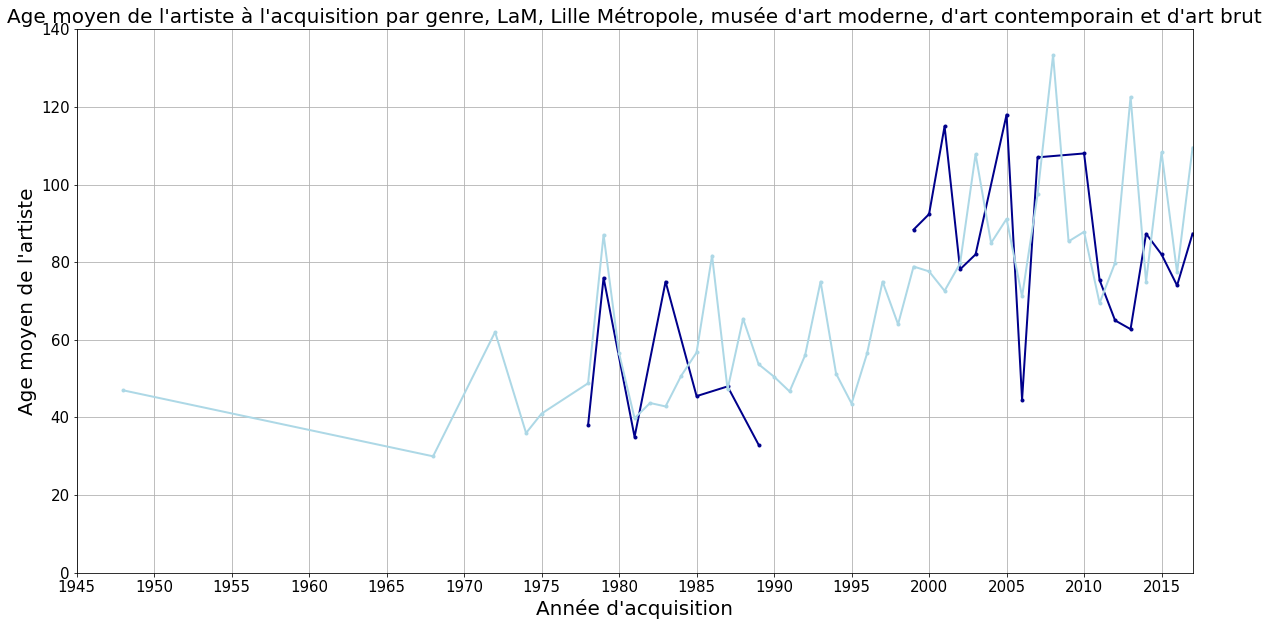 Age moyen de l'artiste à l'acquisition par genre, LaM, Lille Métropole, musée d'art moderne, d'art contemporain et d'art brut
140
120
100
80
60
40
20
0
Age moyen de l'artiste
1945 1950 1955 1960 1965 1970 1975 1980 1985 1990 1995 2000 2005 2010 2015
Année d'acquisition